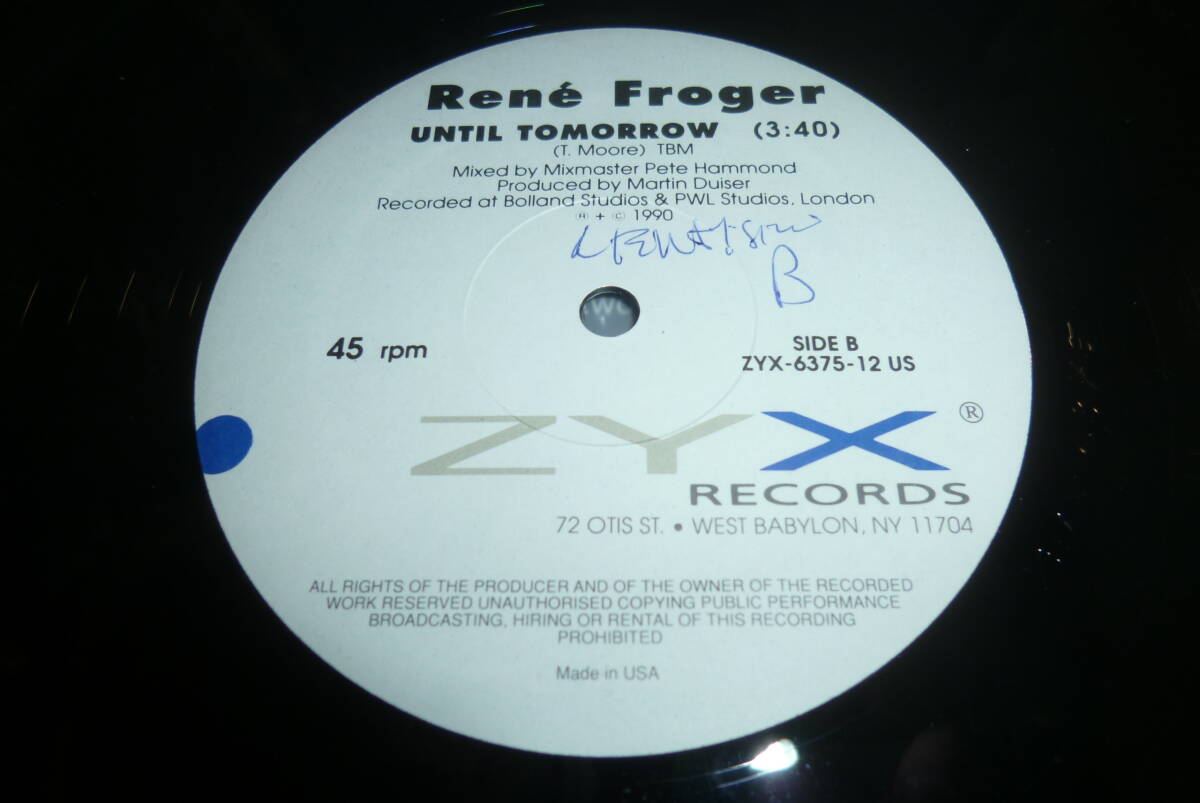 René Froger
UNTIL TOMORROW (3:40)
(T. Moore) TBM
Mixed by Mixmaster Pete Hammond
Produced by Martin Duiser
Recorded at Bolland Studios & PWL Studios, London
℗ + © 1990
B
45 rpm
SIDE B
ZYX-6375-12 US
ZYX ®
RECORDS
72 OTIS ST. • WEST BABYLON, NY 11704
ALL RIGHTS OF THE PRODUCER AND OF THE OWNER OF THE RECORDED
WORK RESERVED UNAUTHORISED COPYING PUBLIC PERFORMANCE
BROADCASTING, HIRING OR RENTAL OF THIS RECORDING
PROHIBITED
Made in USA